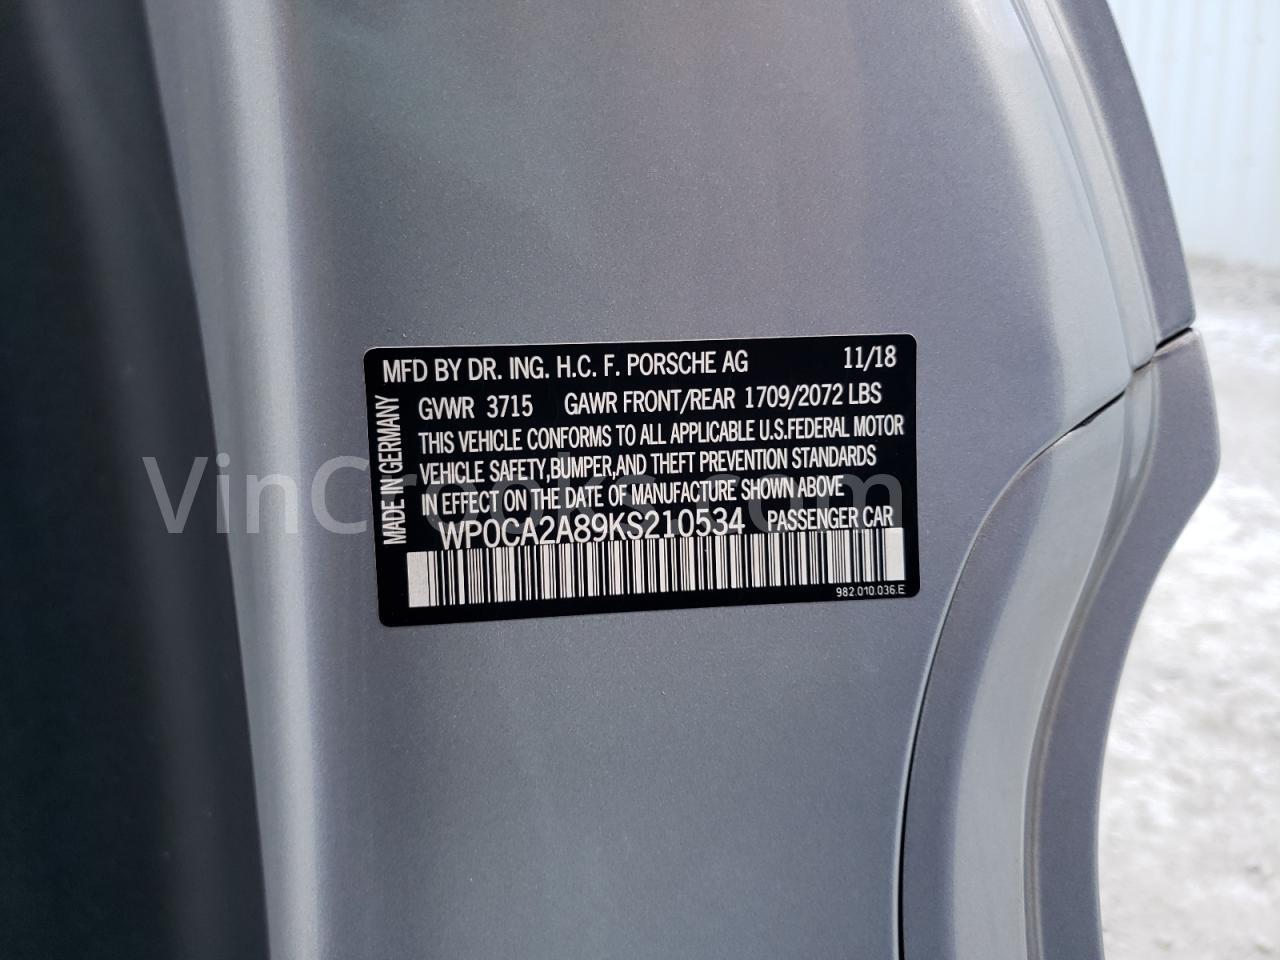 MFD BY DR. ING. H.C. F. PORSCHE AG 11/18
GVWR 3715 GAWR FRONT/REAR 1709/2072 LBS
THIS VEHICLE CONFORMS TO ALL APPLICABLE U.S.FEDERAL MOTOR
VEHICLE SAFETY,BUMPER,AND THEFT PREVENTION STANDARDS
IN EFFECT ON THE DATE OF MANUFACTURE SHOWN ABOVE
WP0CA2A89KS210534 PASSENGER CAR
982.010.036.E
MADE IN GERMANY
VinCrooks.com